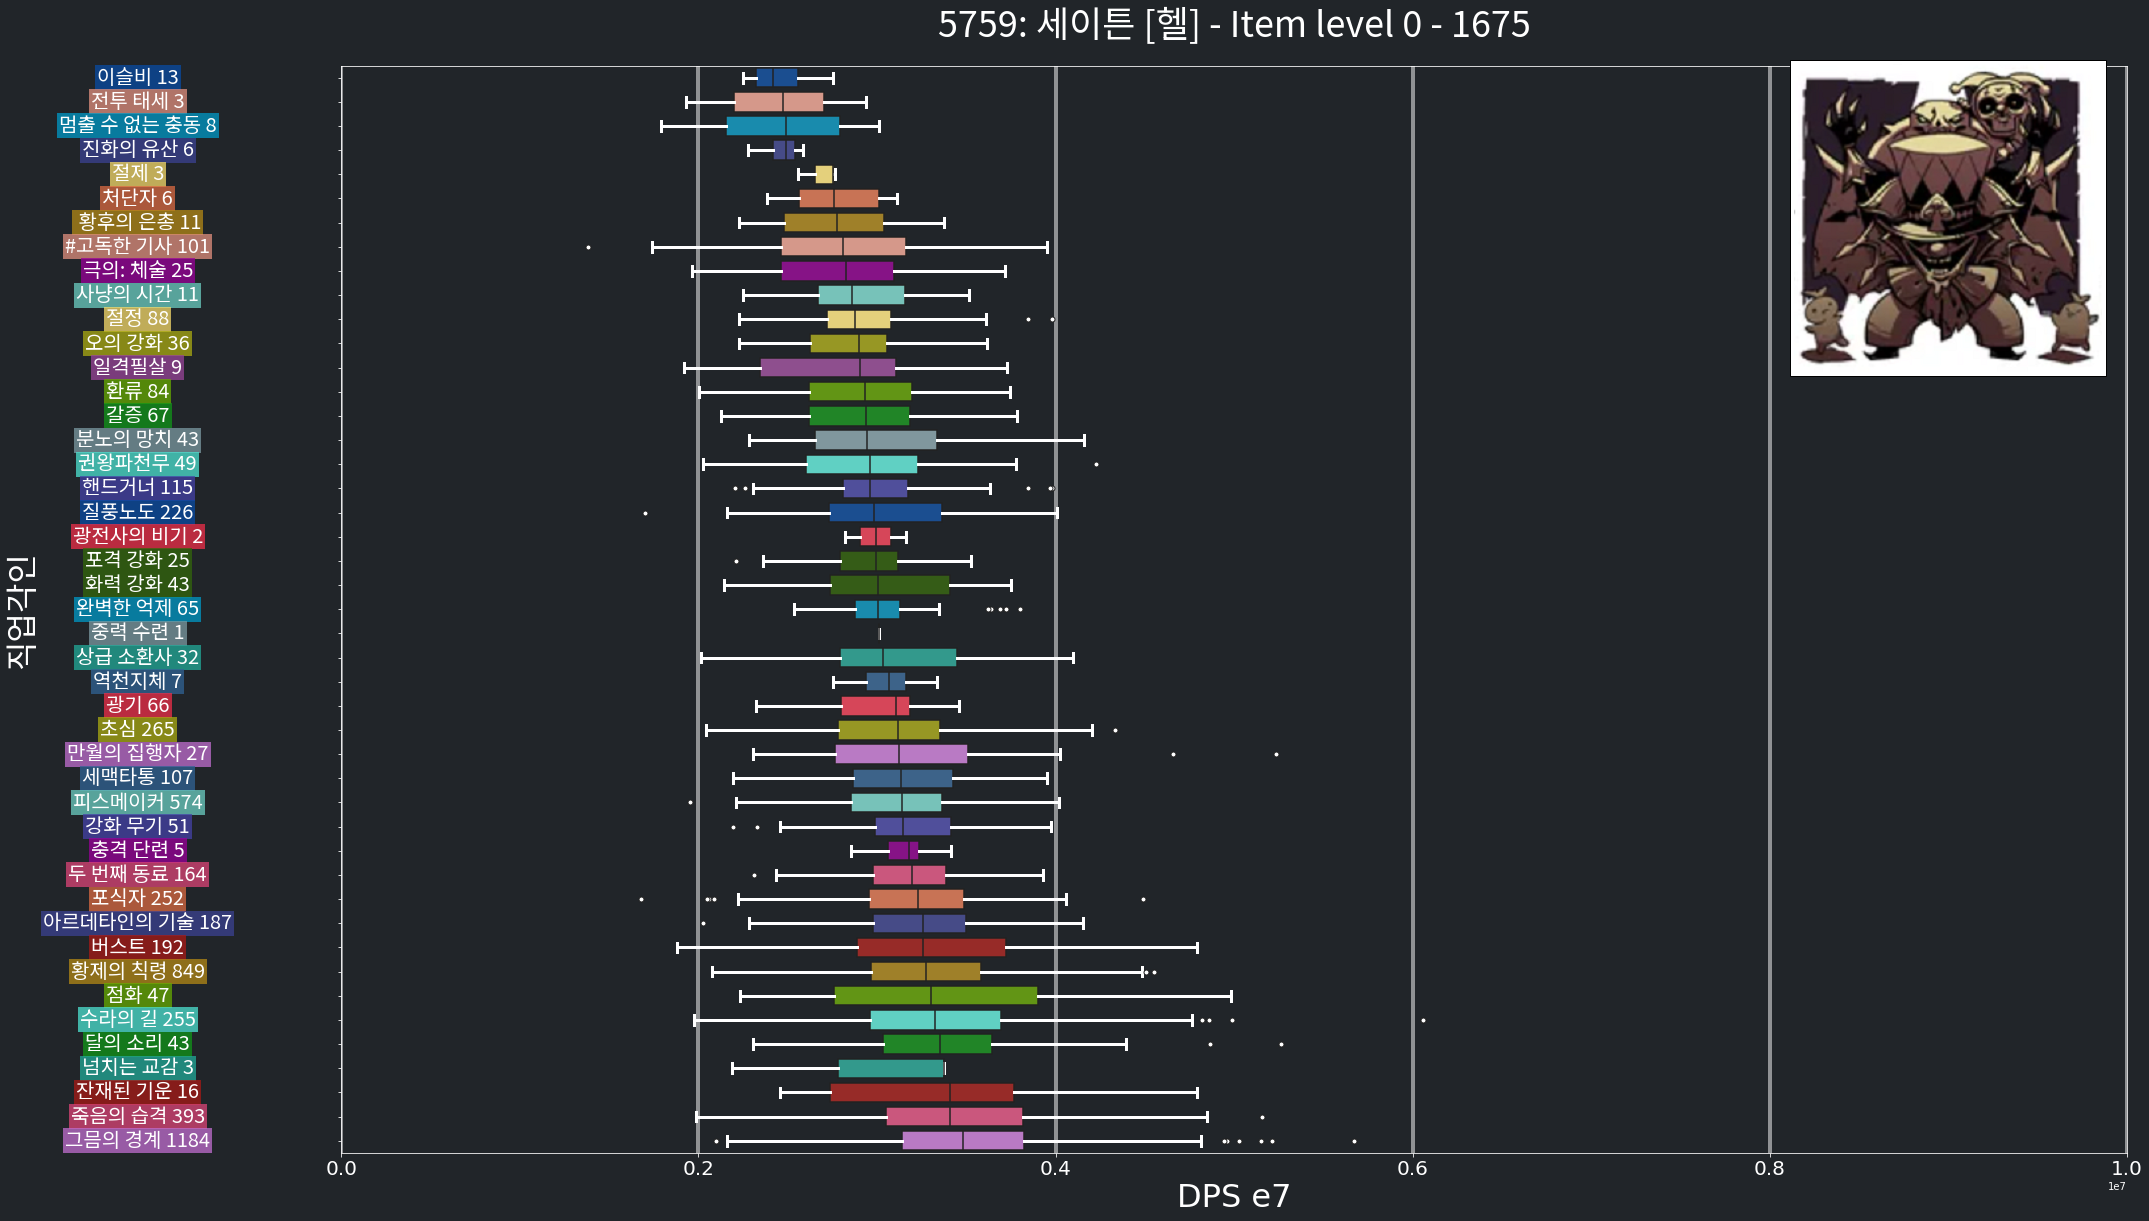 5759: 세이튼 [헬] - Item level 0 - 1675
이슬비 13
전투 태세 3
멈출 수 없는 충동 8
진화의 유산 6
절제 3
처단자 6
황후의 은총 11
#고독한 기사 101
극의: 체술 25
사냥의 시간 11
절정 88
오의 강화 36
일격필살 9
환류 84
갈증 67
분노의 망치 43
권왕파천무 49
핸드거너 115
질풍노도 226
광전사의 비기 2
포격 강화 25
화력 강화 43
완벽한 억제 65
중력 수련 1
상급 소환사 32
역천지체 7
광기 66
초심 265
만월의 집행자 27
세맥타통 107
피스메이커 574
강화 무기 51
충격 단련 5
두 번째 동료 164
포식자 252
아르데타인의 기술 187
버스트 192
황제의 칙령 849
점화 47
수라의 길 255
달의 소리 43
넘치는 교감 3
잔재된 기운 16
죽음의 습격 393
그믐의 경계 1184
직업각인
0.0 0.2 0.4 0.6 0.8 1.0
1e7
DPS e7